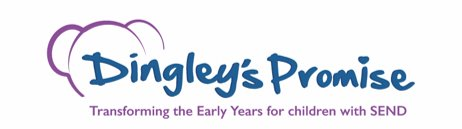 Dingley's Promise
Transforming the Early Years for children with SEND